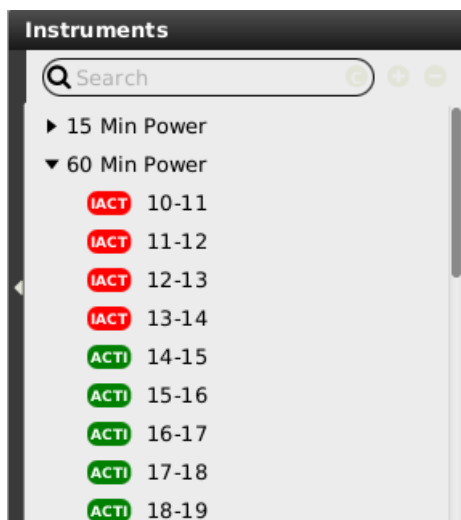 Instruments
Search
15 Min Power
60 Min Power
IACT 10-11
IACT 11-12
IACT 12-13
IACT 13-14
ACTI 14-15
ACTI 15-16
ACTI 16-17
ACTI 17-18
ACTI 18-19